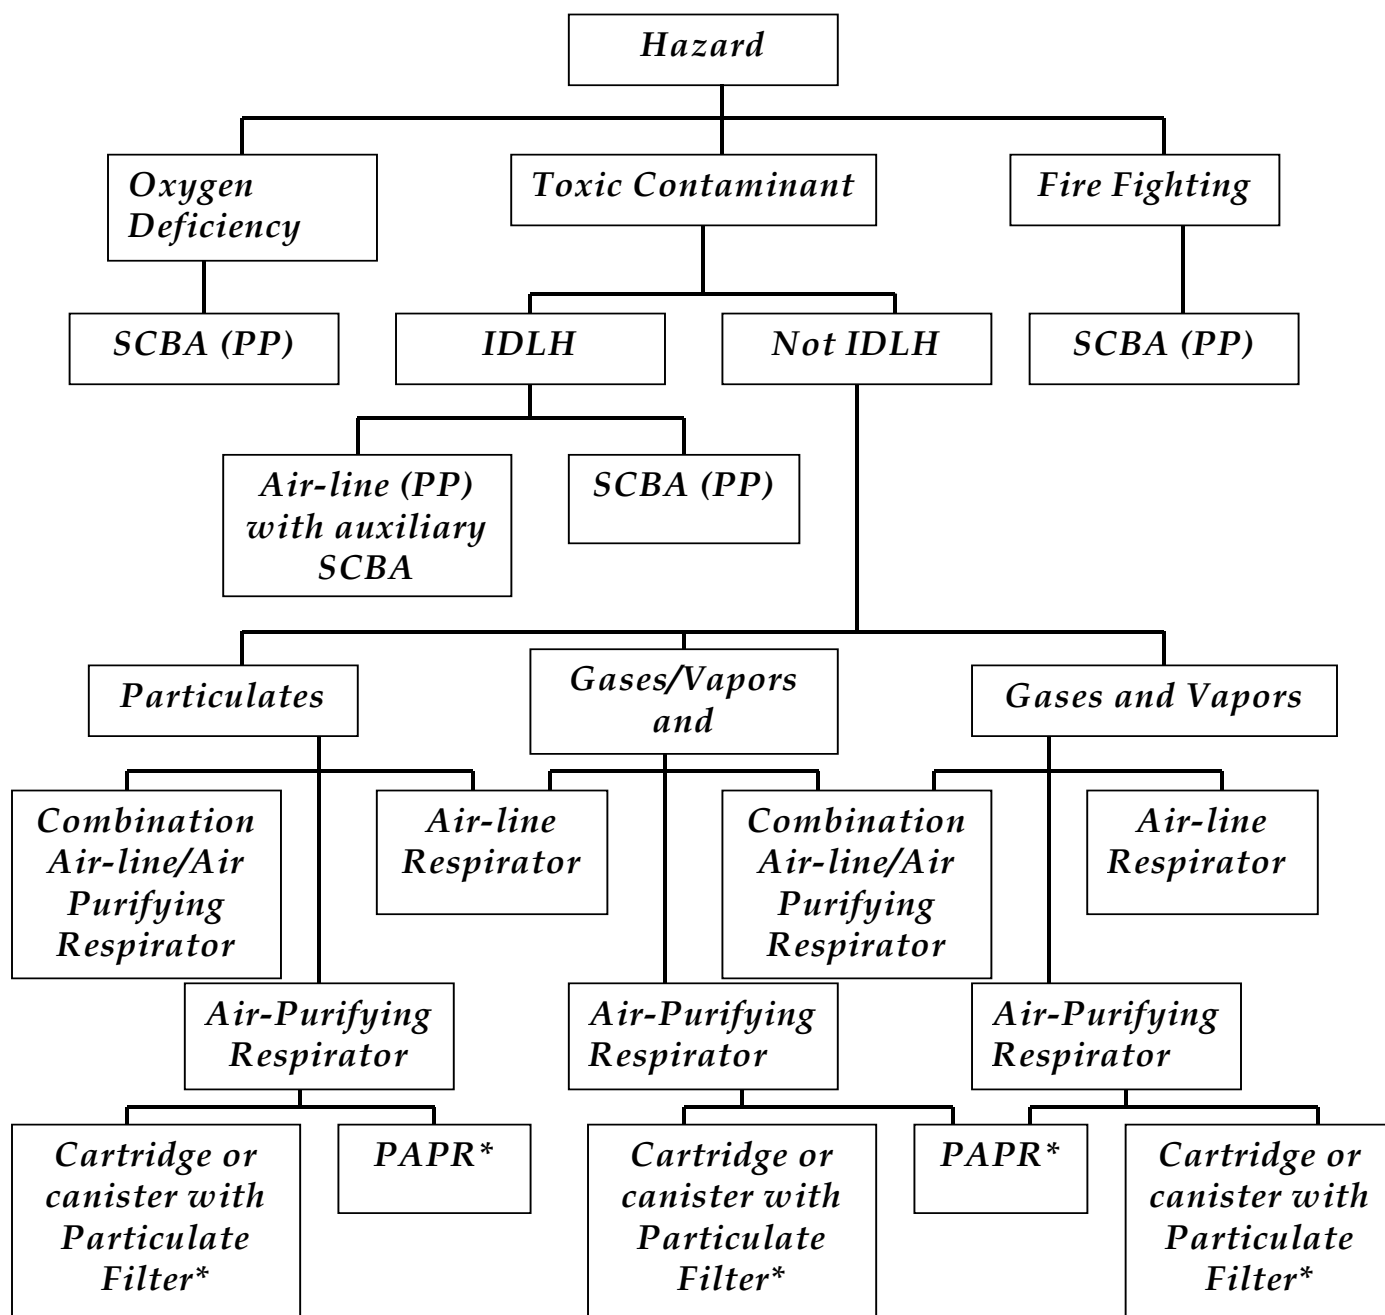 Hazard
Oxygen
Deficiency
Toxic Contaminant
Fire Fighting
SCBA (PP)
IDLH
Not IDLH
SCBA (PP)
Air-line (PP)
with auxiliary
SCBA
SCBA (PP)
Particulates
Gases/Vapors
and
Gases and Vapors
Combination
Air-line/Air
Purifying
Respirator
Air-line
Respirator
Combination
Air-line/Air
Purifying
Respirator
Air-line
Respirator
Air-Purifying
Respirator
Air-Purifying
Respirator
Air-Purifying
Respirator
Cartridge or
canister with
Particulate
Filter*
PAPR*
Cartridge or
canister with
Particulate
Filter*
PAPR*
Cartridge or
canister with
Particulate
Filter*